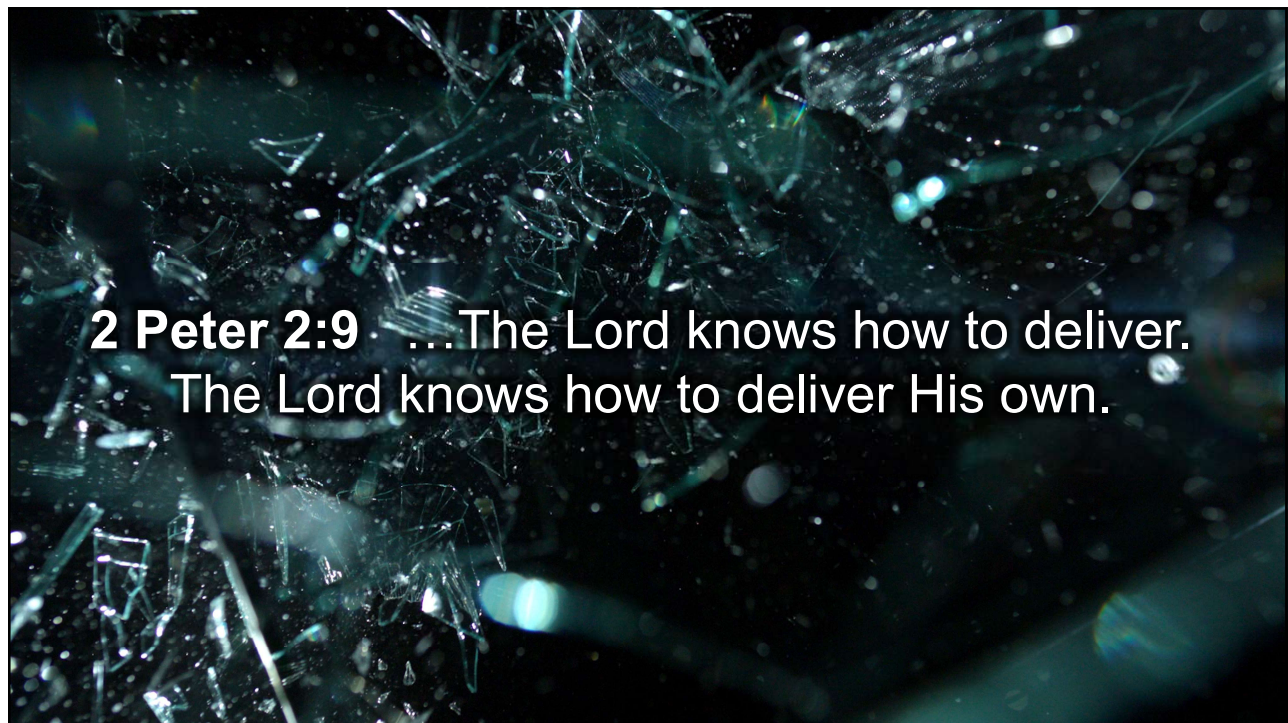 2 Peter 2:9 …The Lord knows how to deliver.
The Lord knows how to deliver His own.